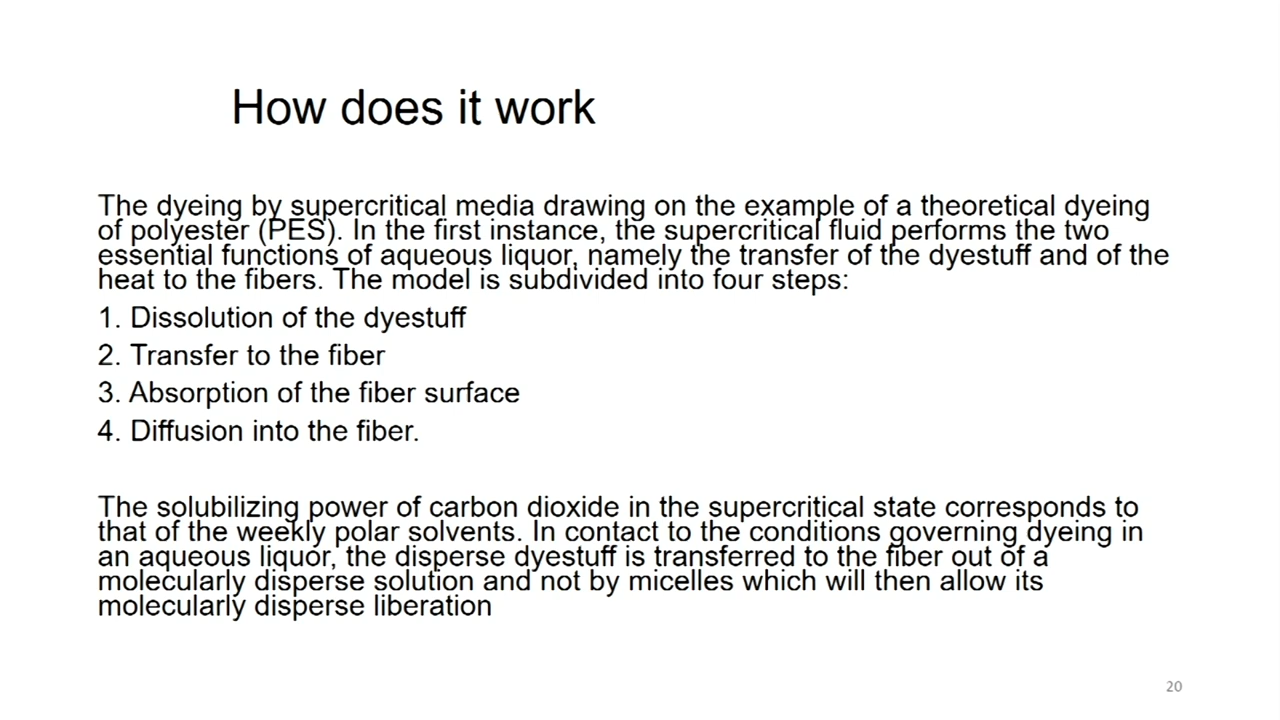 How does it work
The dyeing by supercritical media drawing on the example of a theoretical dyeing
of polyester (PES). In the first instance, the supercritical fluid performs the two
essential functions of aqueous liquor, namely the transfer of the dyestuff and of the
heat to the fibers. The model is subdivided into four steps:
1. Dissolution of the dyestuff
2. Transfer to the fiber
3. Absorption of the fiber surface
4. Diffusion into the fiber.
The solubilizing power of carbon dioxide in the supercritical state corresponds to
that of the weekly polar solvents. In contact to the conditions governing dyeing in
an aqueous liquor, the disperse dyestuff is transferred to the fiber out of a
molecularly disperse solution and not by micelles which will then allow its
molecularly disperse liberation
20